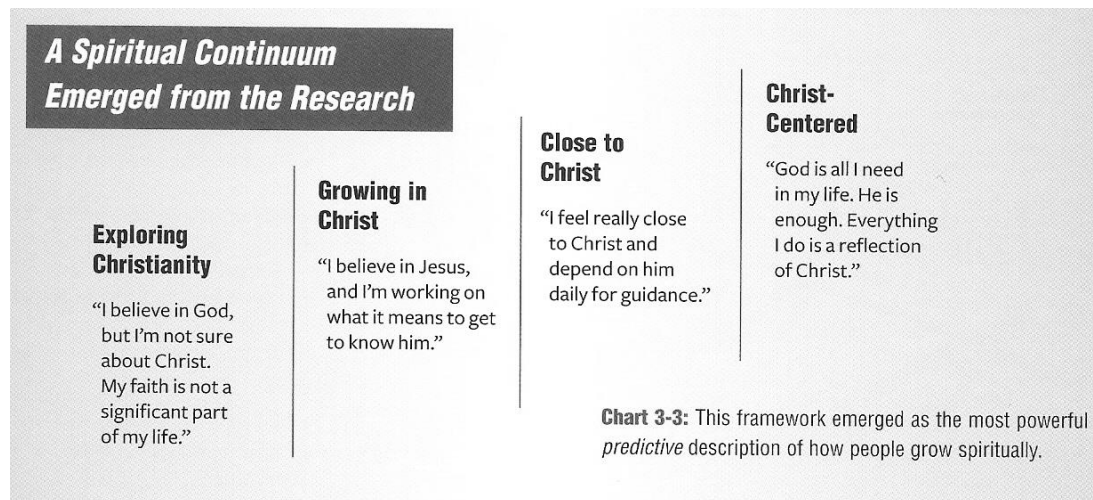 A Spiritual Continuum
Emerged from the Research
Exploring
Christianity
“I believe in God,
but I’m not sure
about Christ.
My faith is not a
significant part
of my life.”
Growing in
Christ
“I believe in Jesus,
and I’m working on
what it means to get
to know him.”
Close to
Christ
“I feel really close
to Christ and
depend on him
daily for guidance.”
Christ-
Centered
“God is all I need
in my life. He is
enough. Everything
I do is a reflection
of Christ.”
Chart 3-3: This framework emerged as the most powerful
predictive description of how people grow spiritually.